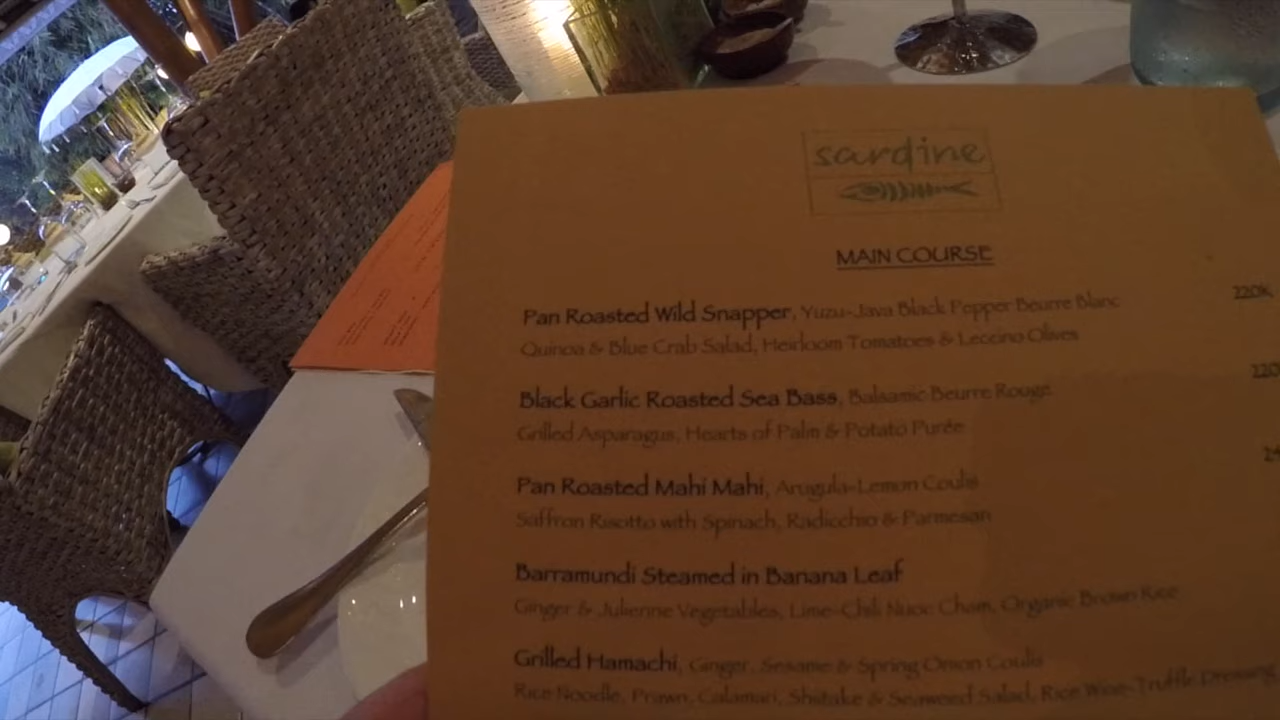 sardine
MAIN COURSE
Pan Roasted Wild Snapper, Yuzu-Java Black Pepper Beurre Blanc 220k
Quinoa & Blue Crab Salad, Heirloom Tomatoes & Leccino Olives
Black Garlic Roasted Sea Bass, Balsamic Beurre Rouge 220
Grilled Asparagus, Hearts of Palm & Potato Purée
Pan Roasted Mahi Mahi, Arugula-Lemon Coulis
Saffron Risotto with Spinach, Radicchio & Parmesan
Barramundi Steamed in Banana Leaf
Ginger & Julienne Vegetables, Lime-Chili Nuoc Cham, Organic Brown Rice
Grilled Hamachi, Ginger, Sesame & Spring Onion Coulis
Rice Noodle, Prawn, Calamari, Shitake & Seaweed Salad, Rice Wine-Truffle Dressing